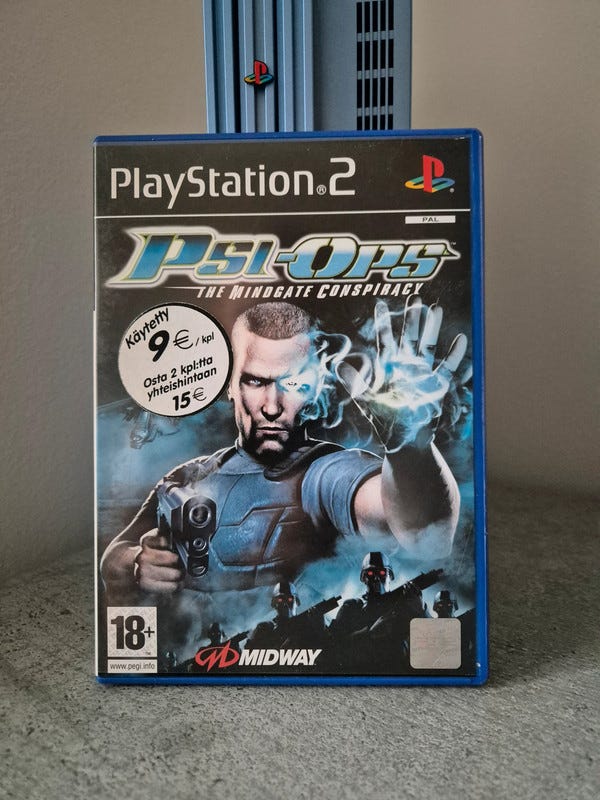 PlayStation®2
PAL
PSI-OPS™
THE MINDGATE CONSPIRACY
Käytetty
9 € / kpl
Osta 2 kpl:tta
yhteishintaan
15 €
18+
www.pegi.info
MIDWAY